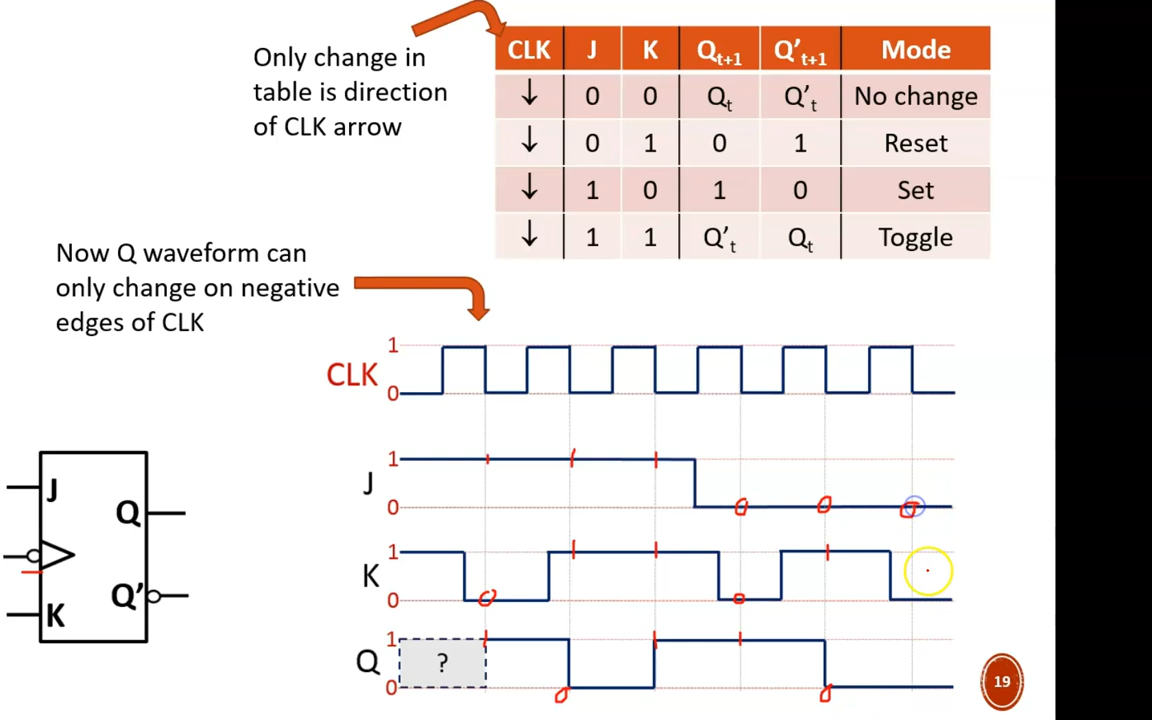 Only change in
table is direction
of CLK arrow
CLK J K Qt+1 Q't+1 Mode
↓ 0 0 Qt Q't No change
↓ 0 1 0 1 Reset
↓ 1 0 1 0 Set
↓ 1 1 Q't Qt Toggle
Now Q waveform can
only change on negative
edges of CLK
1
CLK
0
1
J
0
1
K
0
1
Q ?
0
J
Q
Q'
K
19